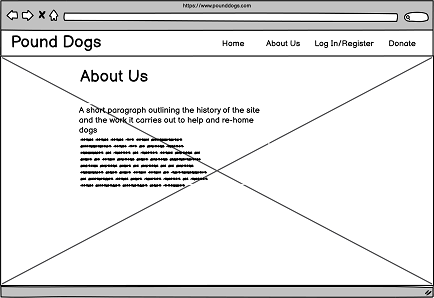 https://www.pounddogs.com
Pound Dogs
Home About Us Log In/Register Donate
About Us
A short paragraph outlining the history of the site
and the work it carries out to help and re-home
dogs